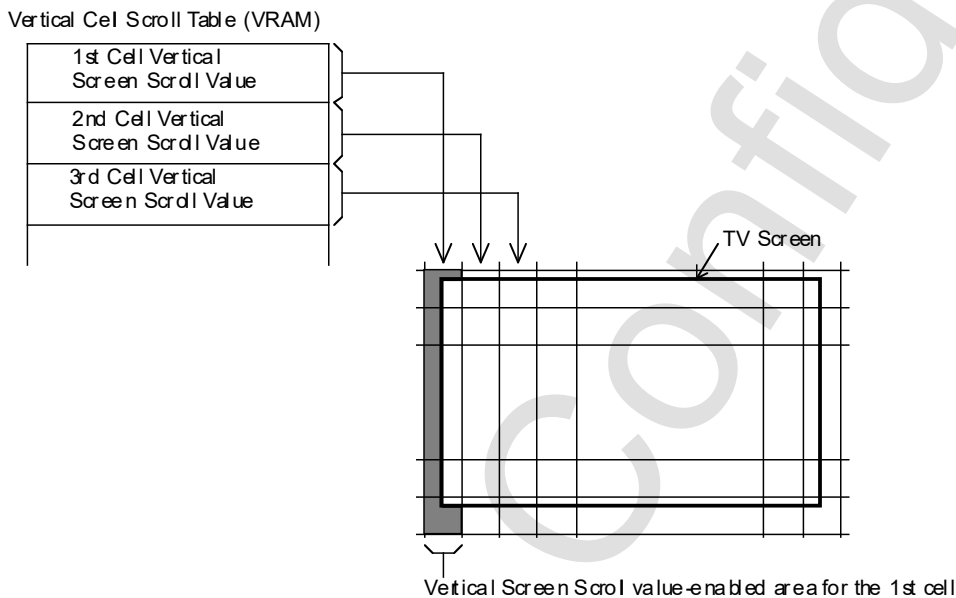 Vertical Cell Scroll Table (VRAM)
1st Cell Vertical
Screen Scroll Value
2nd Cell Vertical
Screen Scroll Value
3rd Cell Vertical
Screen Scroll Value
TV Screen
Vertical Screen Scroll value-enabled area for the 1st cell
Confid